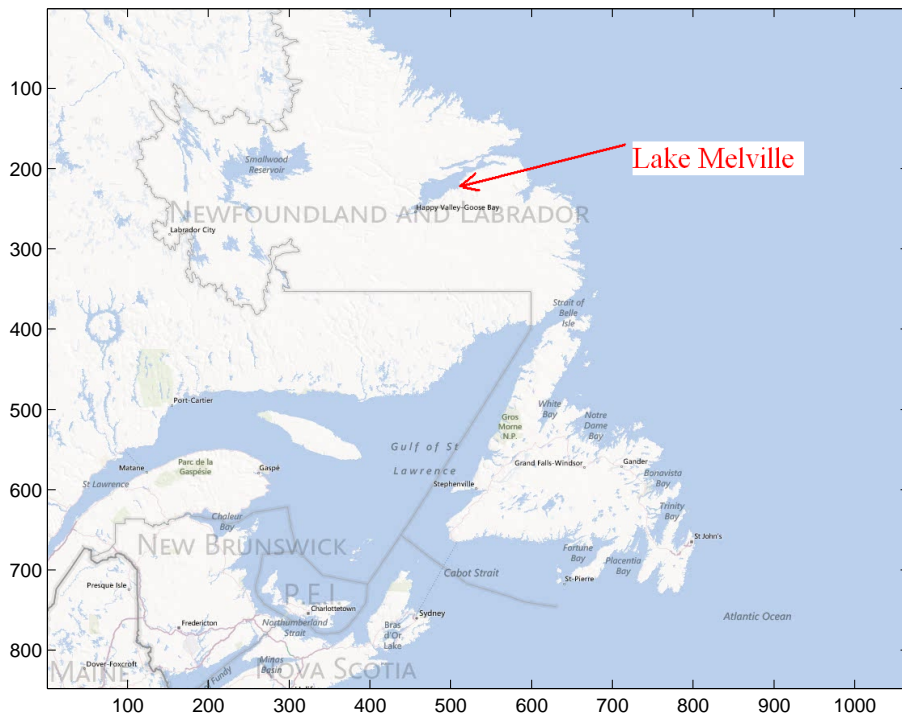 100
200
300
400
500
600
700
800
100
200
300
400
500
600
700
800
900
1000
Lake Melville
Smallwood
Reservoir
Happy Valley-Goose Bay
NEWFOUNDLAND AND LABRADOR
Labrador City
Strait of
Belle
Isle
Port-Cartier
White
Bay
Gros
Morne
N.P.
Notre
Dame
Bay
Gulf of St
Lawrence
Matane
Parc de la
Gaspésie
Gaspé
St Lawrence
Grand Falls-Windsor
Gander
Stephenville
Bonavista
Bay
Trinity
Bay
Chaleur
Bay
St John's
NEW BRUNSWICK
Fortune
Bay
Placentia
Bay
Cabot Strait
St-Pierre
Presque Isle
P.E.I.
Charlottetown
Sydney
Atlantic Ocean
Fredericton
Northumberland
Strait
Bras
d'Or
Lake
Dover-Foxcroft
MAINE
Fundy
Minas
Basin
NOVA SCOTIA